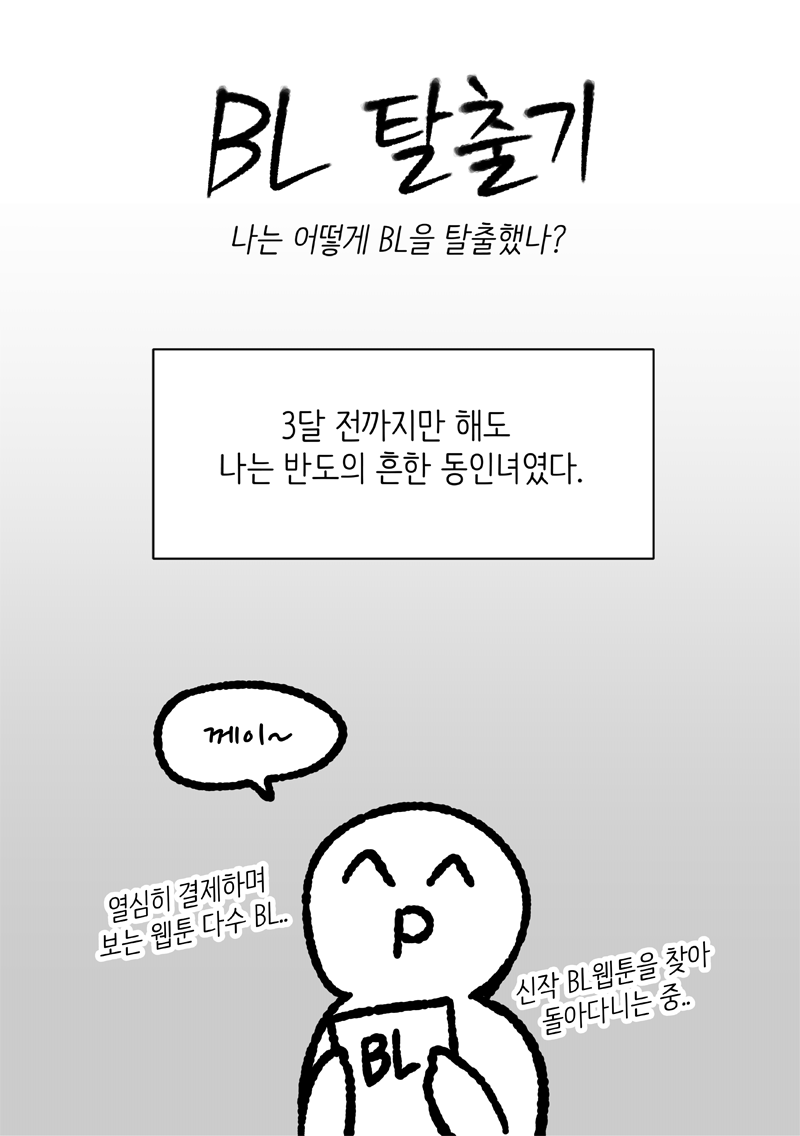 BL 탈출기
나는 어떻게 BL을 탈출했나?
3달 전까지만 해도
나는 반도의 흔한 동인녀였다.
께이~
열심히 결제하며
보는 웹툰 다수 BL..
신작 BL웹툰을 찾아
돌아다니는 중..
BL